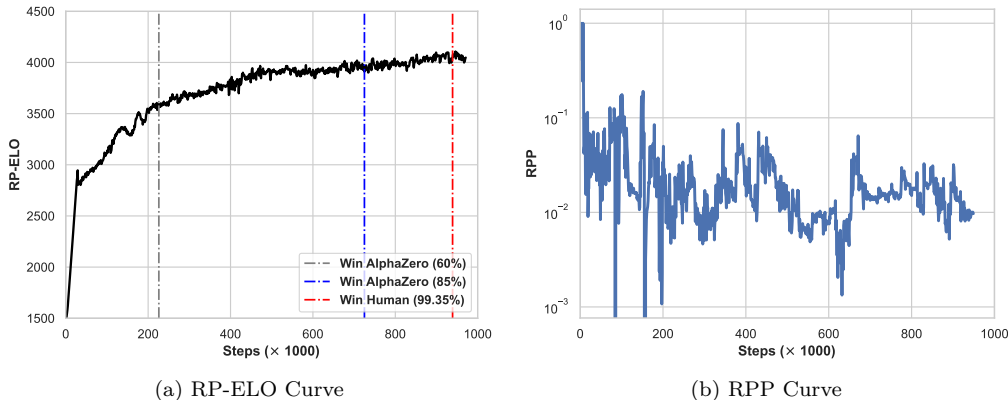 4500
4000
3500
3000
2500
2000
1500
RP-ELO
Win AlphaZero (60%)
Win AlphaZero (85%)
Win Human (99.35%)
0 200 400 600 800 1000
Steps (× 1000)
(a) RP-ELO Curve
10⁰
10⁻¹
10⁻²
10⁻³
RPP
0 200 400 600 800 1000
Steps (× 1000)
(b) RPP Curve